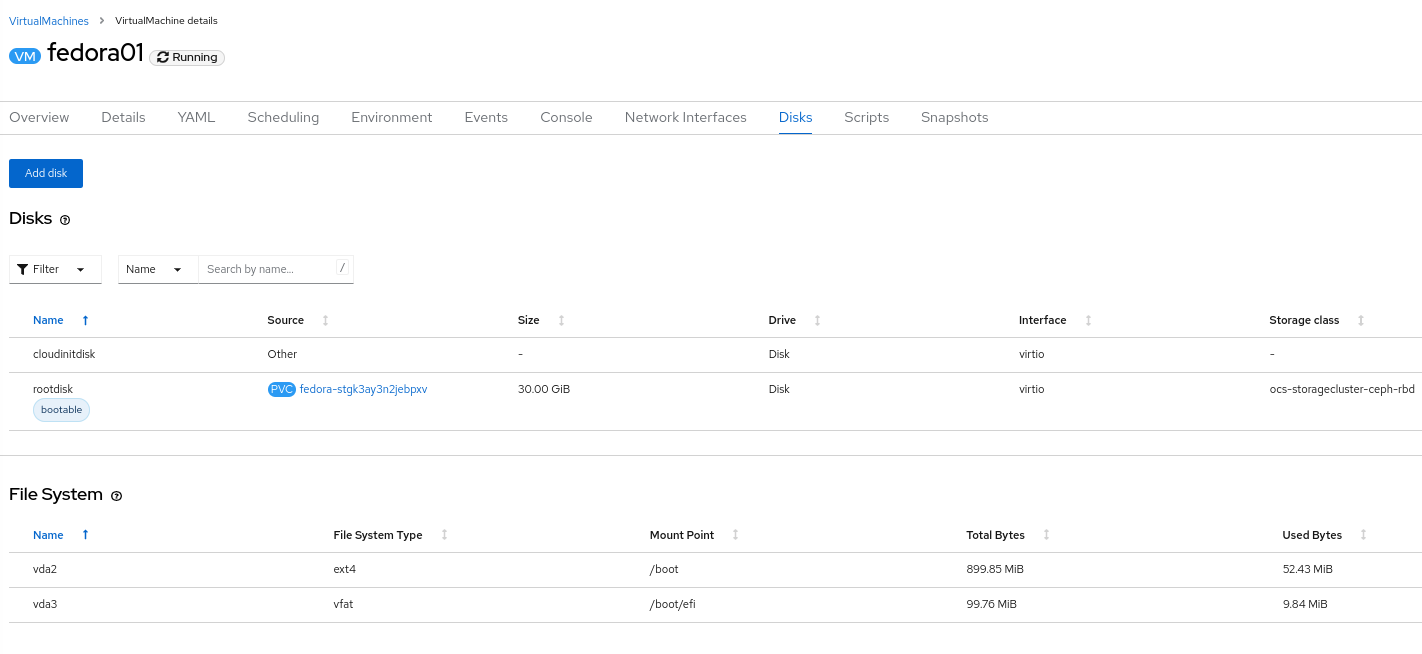 VirtualMachines > VirtualMachine details
VM fedora01 Running
Overview Details YAML Scheduling Environment Events Console Network Interfaces Disks Scripts Snapshots
Add disk
Disks
Filter Name Search by name... /
Name Source Size Drive Interface Storage class
cloudinitdisk Other - Disk virtio -
rootdisk PVC fedora-stgk3ay3n2jebpxv 30.00 GiB Disk virtio ocs-storagecluster-ceph-rbd
bootable
File System
Name File System Type Mount Point Total Bytes Used Bytes
vda2 ext4 /boot 899.85 MiB 52.43 MiB
vda3 vfat /boot/efi 99.76 MiB 9.84 MiB